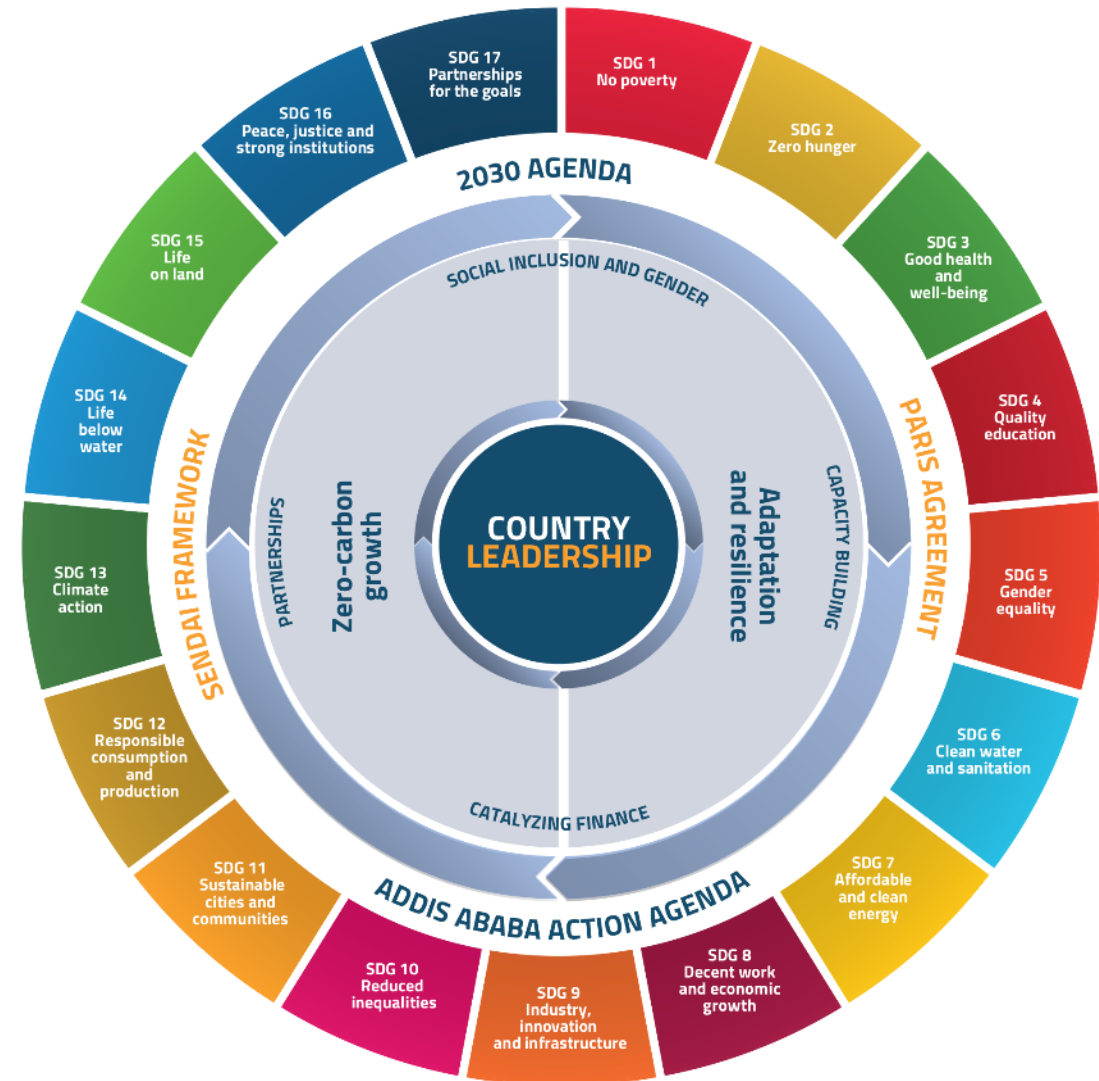 SDG 17
Partnerships
for the goals
SDG 1
No poverty
SDG 2
Zero hunger
SDG 3
Good health
and
well-being
SDG 4
Quality
education
SDG 5
Gender
equality
SDG 6
Clean water
and sanitation
SDG 7
Affordable
and clean
energy
SDG 8
Decent work
and economic
growth
SDG 9
Industry,
innovation
and infrastructure
SDG 10
Reduced
inequalities
SDG 11
Sustainable
cities and
communities
SDG 12
Responsible
consumption
and
production
SDG 13
Climate
action
SDG 14
Life
below
water
SDG 15
Life
on land
SDG 16
Peace, justice and
strong institutions
2030 AGENDA
PARIS AGREEMENT
ADDIS ABABA ACTION AGENDA
SENDAI FRAMEWORK
SOCIAL INCLUSION AND GENDER
CAPACITY BUILDING
CATALYZING FINANCE
PARTNERSHIPS
Zero-carbon
growth
Adaptation
and resilience
COUNTRY
LEADERSHIP